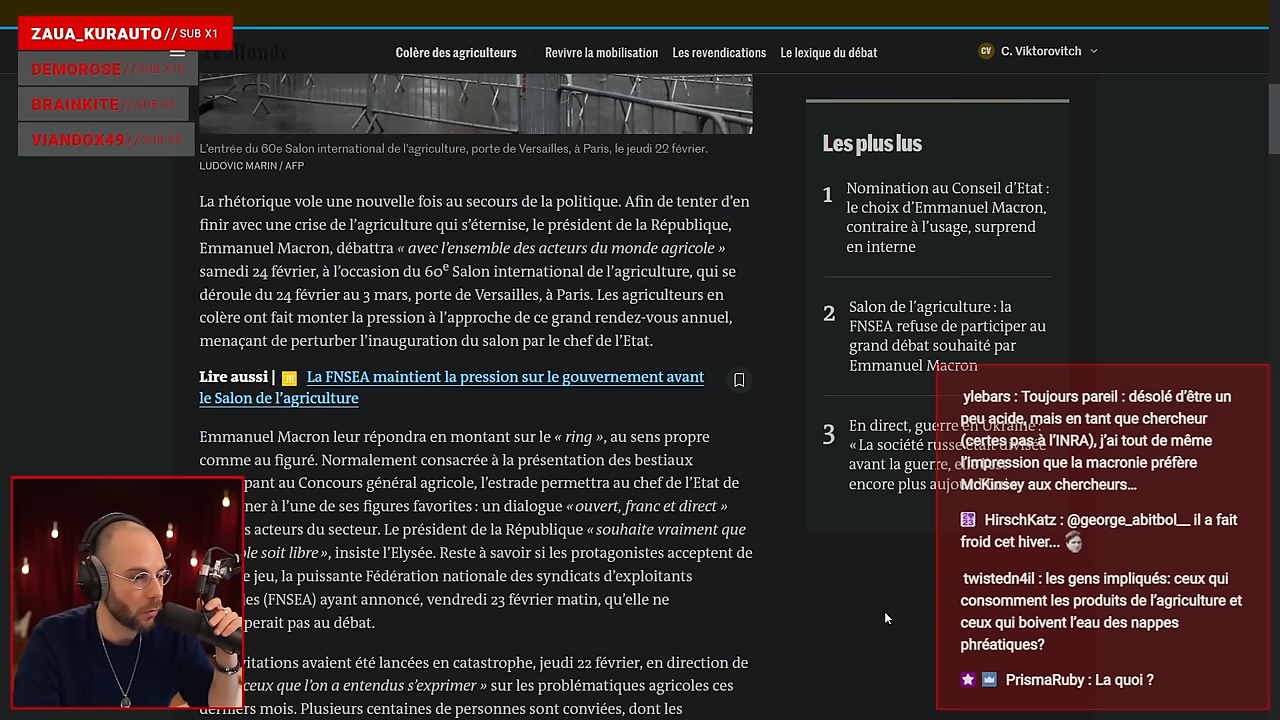 ZAUA_KURAUTO // SUB X1
DEMOROSE // SUB X10
BRAINKITE // SUB X3
VIANDOX49 // SUB X2
Le Monde
Colère des agriculteurs
Revivre la mobilisation
Les revendications
Le lexique du débat
CV C. Viktorovitch
L'entrée du 60e Salon international de l'agriculture, porte de Versailles, à Paris, le jeudi 22 février.
LUDOVIC MARIN / AFP
La rhétorique vole une nouvelle fois au secours de la politique. Afin de tenter d'en
finir avec une crise de l'agriculture qui s'éternise, le président de la République,
Emmanuel Macron, débattra « avec l'ensemble des acteurs du monde agricole »
samedi 24 février, à l'occasion du 60e Salon international de l'agriculture, qui se
déroule du 24 février au 3 mars, porte de Versailles, à Paris. Les agriculteurs en
colère ont fait monter la pression à l'approche de ce grand rendez-vous annuel,
menaçant de perturber l'inauguration du salon par le chef de l'Etat.
Lire aussi | La FNSEA maintient la pression sur le gouvernement avant
le Salon de l'agriculture
Emmanuel Macron leur répondra en montant sur le « ring », au sens propre
comme au figuré. Normalement consacrée à la présentation des bestiaux
pant au Concours général agricole, l'estrade permettra au chef de l'Etat de
ner à l'une de ses figures favorites : un dialogue « ouvert, franc et direct »
s acteurs du secteur. Le président de la République « souhaite vraiment que
le soit libre », insiste l'Elysée. Reste à savoir si les protagonistes acceptent de
e jeu, la puissante Fédération nationale des syndicats d'exploitants
es (FNSEA) ayant annoncé, vendredi 23 février matin, qu'elle ne
perait pas au débat.
vitations avaient été lancées en catastrophe, jeudi 22 février, en direction de
ceux que l'on a entendus s'exprimer » sur les problématiques agricoles ces
derniers mois. Plusieurs centaines de personnes sont conviées, dont les
Les plus lus
1 Nomination au Conseil d'Etat :
le choix d'Emmanuel Macron,
contraire à l'usage, surprend
en interne
2 Salon de l'agriculture : la
FNSEA refuse de participer au
grand débat souhaité par
Emmanuel Macron
3 En direct, guerre en Ukraine :
« La société russe était divisée
avant la guerre, elle l'est
encore plus aujourd'hui »
ylebars : Toujours pareil : désolé d'être un
peu acide, mais en tant que chercheur
(certes pas à l'INRA), j'ai tout de même
l'impression que la macronie préfère
McKinsey aux chercheurs...
HirschKatz : @george_abitbol__ il a fait
froid cet hiver...
twistedn4il : les gens impliqués: ceux qui
consomment les produits de l'agriculture et
ceux qui boivent l'eau des nappes
phréatiques?
PrismaRuby : La quoi ?